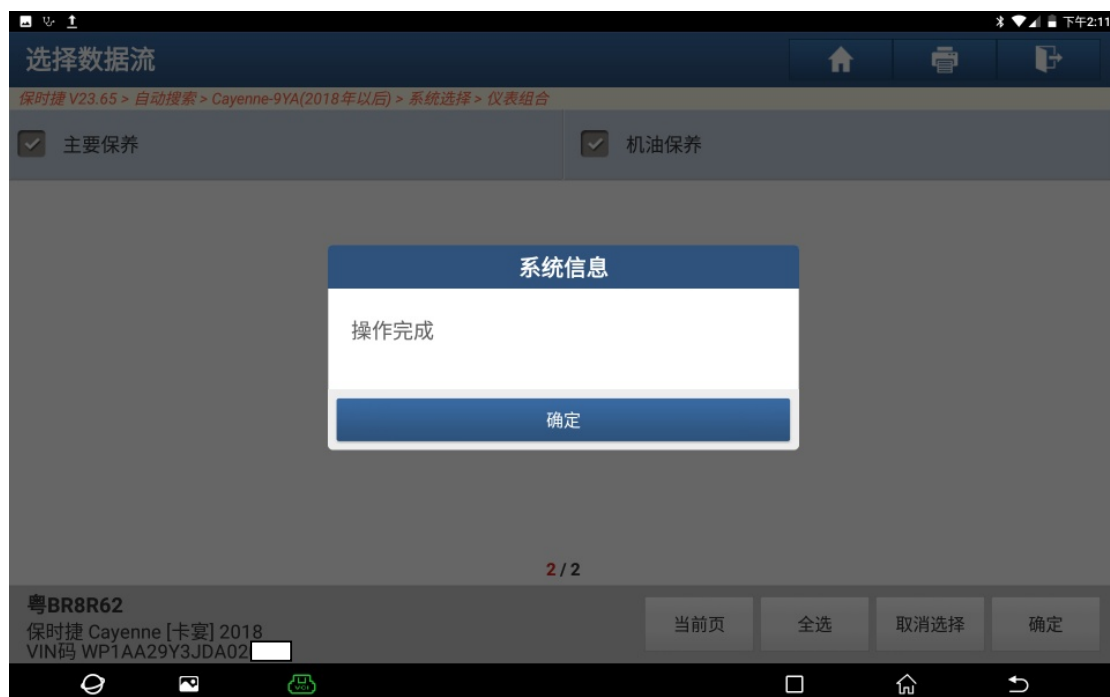 下午2:11
选择数据流
保时捷 V23.65 > 自动搜索 > Cayenne-9YA(2018年以后) > 系统选择 > 仪表组合
主要保养
机油保养
系统信息
操作完成
确定
2 / 2
粤BR8R62
保时捷 Cayenne [卡宴] 2018
VIN码 WP1AA29Y3JDA02
当前页
全选
取消选择
确定
VCI